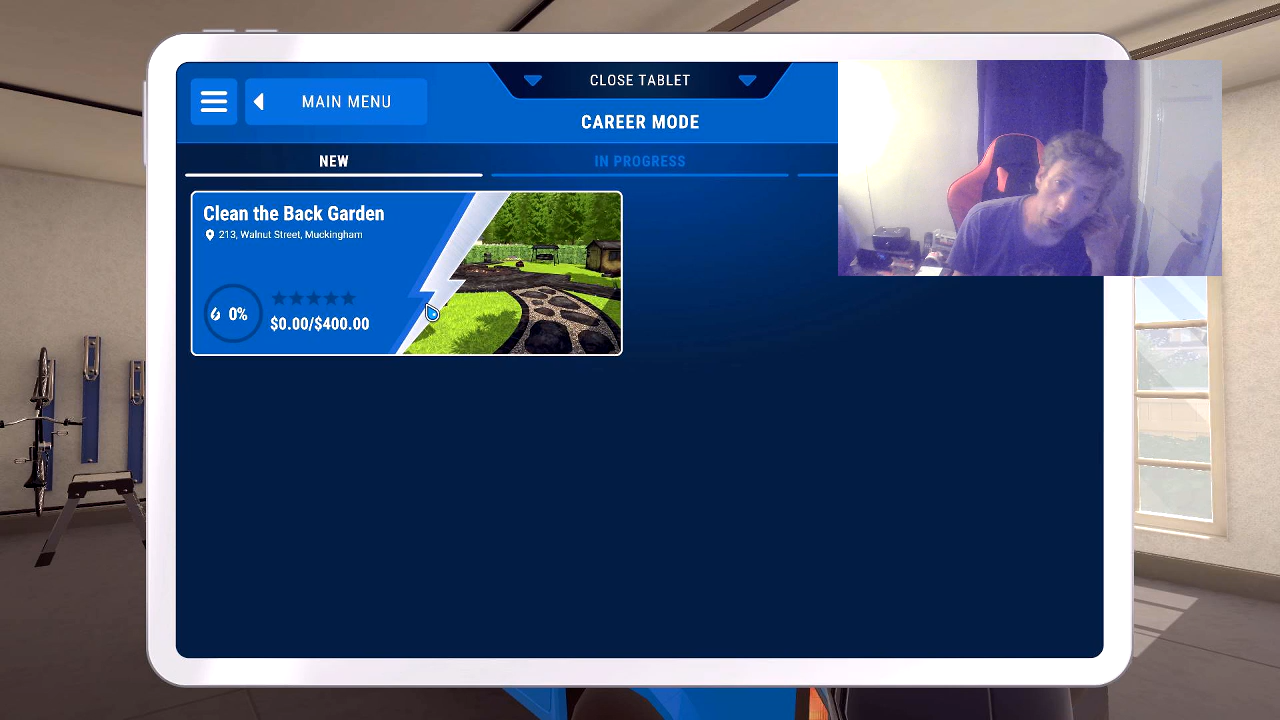 CLOSE TABLET
MAIN MENU
CAREER MODE
NEW
IN PROGRESS
Clean the Back Garden
213, Walnut Street, Muckingham
0%
$0.00/$400.00